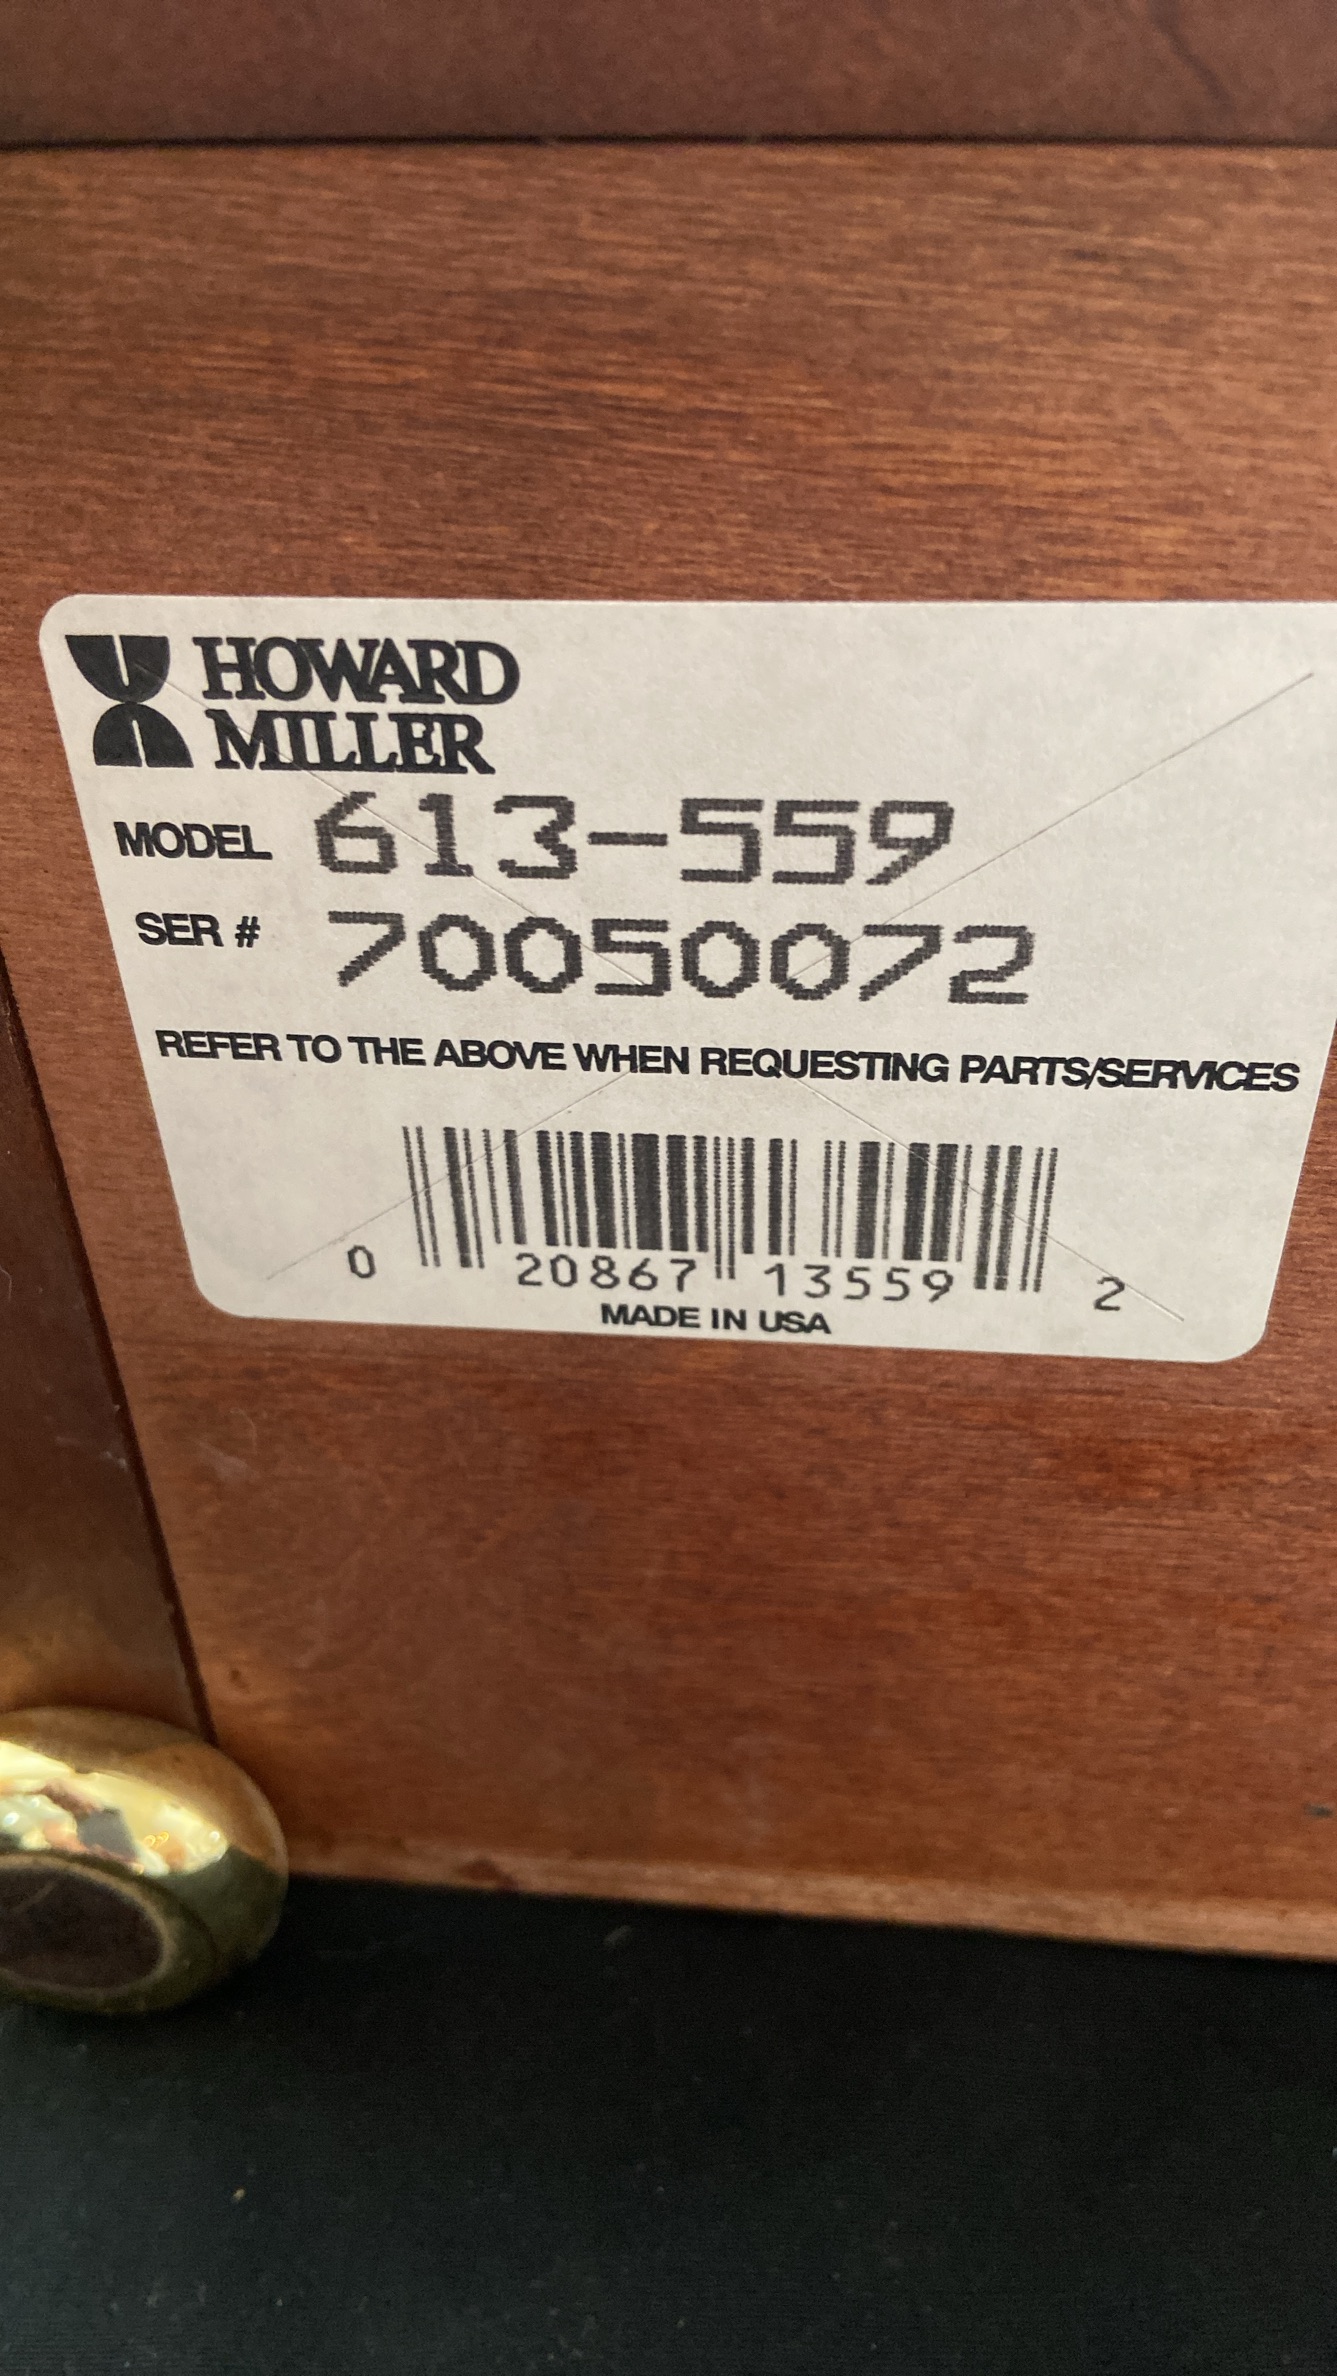 HOWARD
MILLER
MODEL 613-559
SER # 70050072
REFER TO THE ABOVE WHEN REQUESTING PARTS/SERVICES
0 20867 13559 2
MADE IN USA